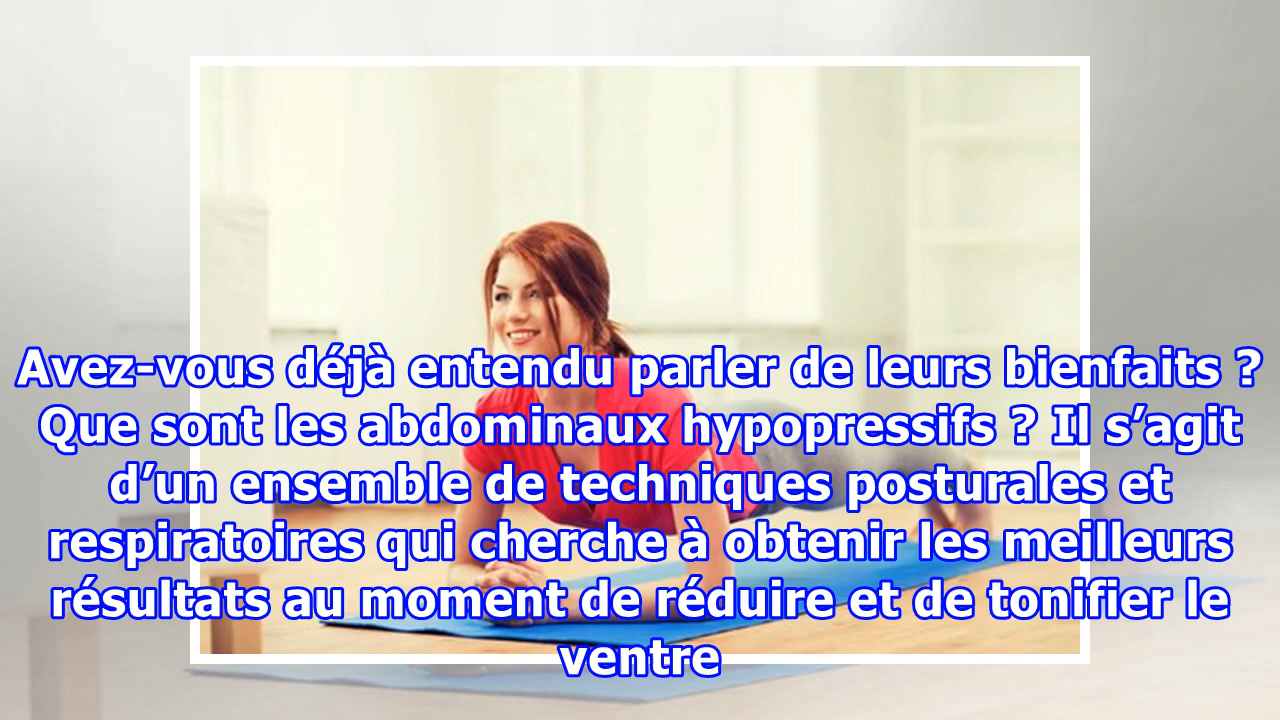 Avez-vous déjà entendu parler de leurs bienfaits ?
Que sont les abdominaux hypopressifs ? Il s’agit
d’un ensemble de techniques posturales et
respiratoires qui cherche à obtenir les meilleurs
résultats au moment de réduire et de tonifier le
ventre